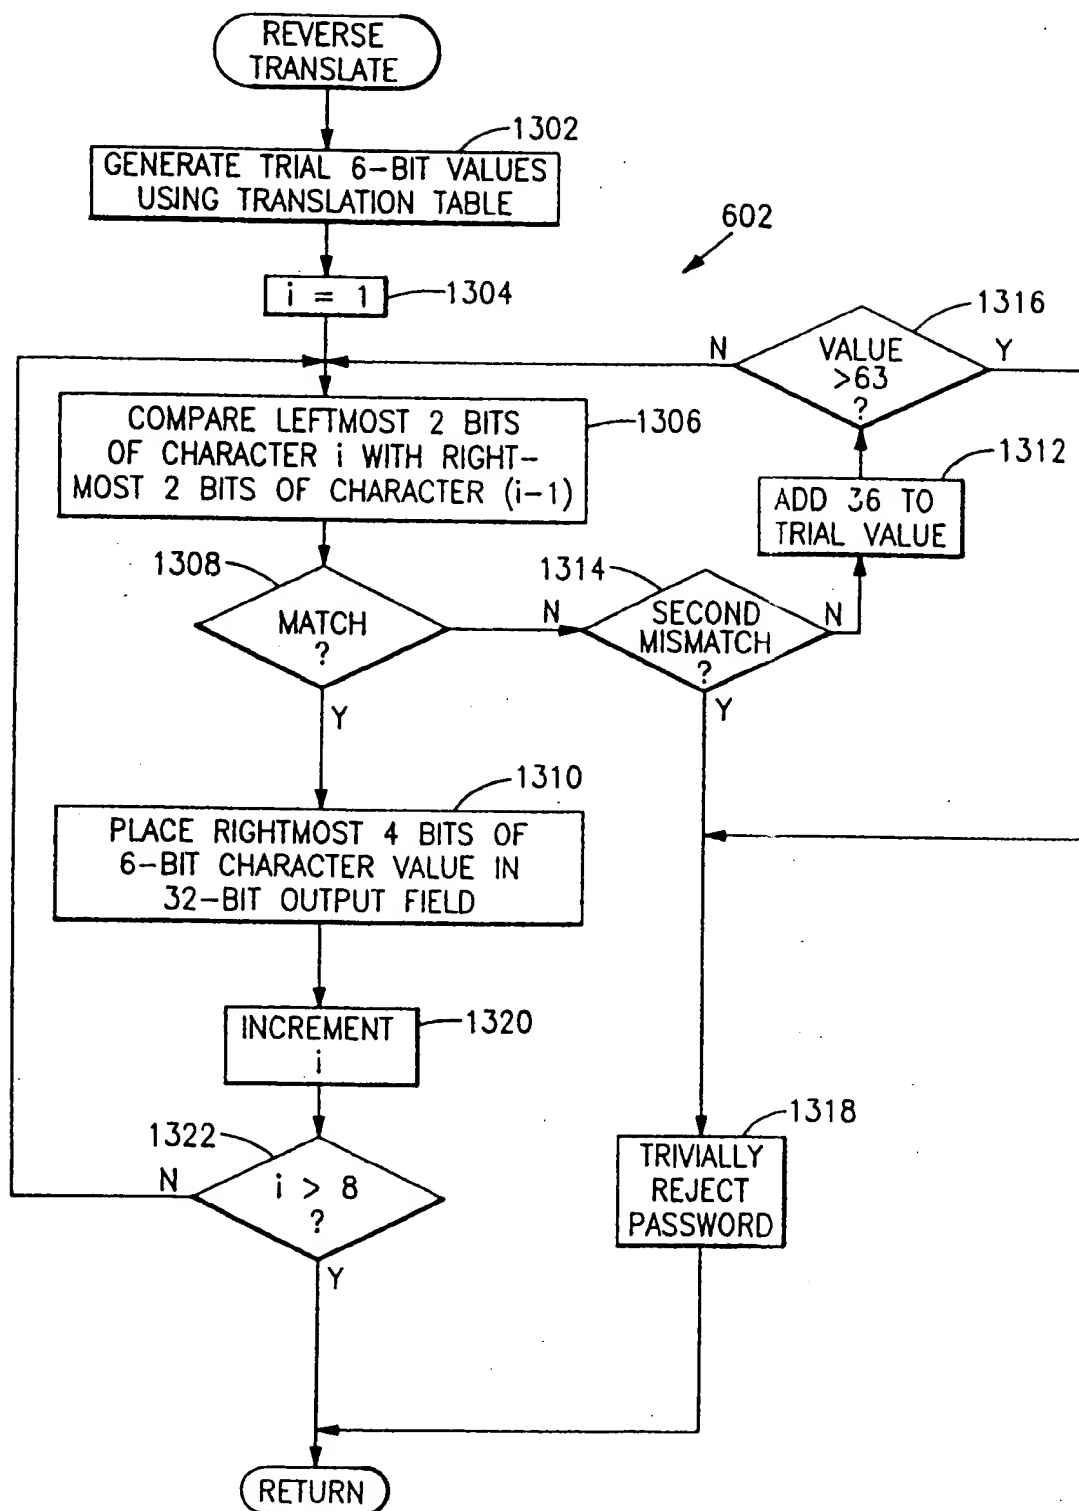 REVERSE
TRANSLATE
1302
GENERATE TRIAL 6-BIT VALUES
USING TRANSLATION TABLE
602
i = 1
1304
1316
N
VALUE
>63
?
Y
COMPARE LEFTMOST 2 BITS
OF CHARACTER i WITH RIGHT-
MOST 2 BITS OF CHARACTER (i-1)
1306
1312
ADD 36 TO
TRIAL VALUE
1308
MATCH
?
N
Y
1314
SECOND
MISMATCH
?
N
Y
1310
PLACE RIGHTMOST 4 BITS OF
6-BIT CHARACTER VALUE IN
32-BIT OUTPUT FIELD
INCREMENT
i
1320
1322
N
i > 8
?
Y
1318
TRIVIALLY
REJECT
PASSWORD
RETURN